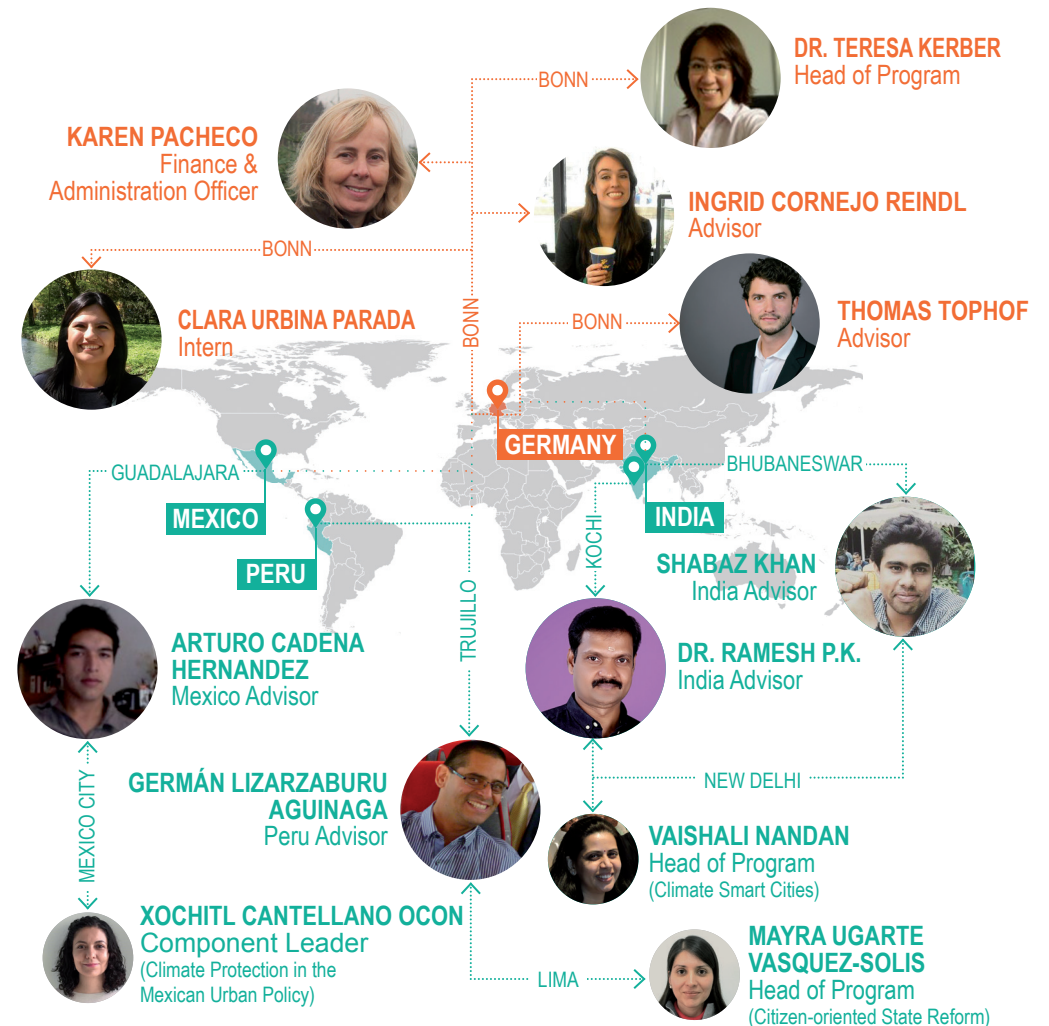 DR. TERESA KERBER
Head of Program
BONN
KAREN PACHECO
Finance &
Administration Officer
INGRID CORNEJO REINDL
Advisor
BONN
CLARA URBINA PARADA
Intern
BONN
BONN
THOMAS TOPHOF
Advisor
GERMANY
GUADALAJARA
BHUBANESWAR
MEXICO
INDIA
PERU
KOCHI
SHABAZ KHAN
India Advisor
TRUJILLO
ARTURO CADENA
HERNANDEZ
Mexico Advisor
DR. RAMESH P.K.
India Advisor
MEXICO CITY
GERMÁN LIZARZABURU
AGUINAGA
Peru Advisor
NEW DELHI
VAISHALI NANDAN
Head of Program
(Climate Smart Cities)
XOCHITL CANTELLANO OCON
Component Leader
(Climate Protection in the
Mexican Urban Policy)
LIMA
MAYRA UGARTE
VASQUEZ-SOLIS
Head of Program
(Citizen-oriented State Reform)